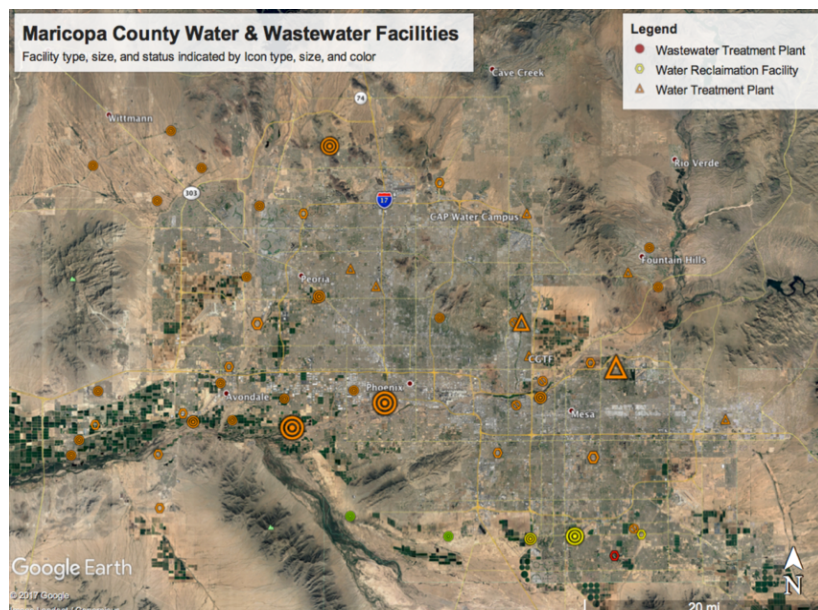 Maricopa County Water & Wastewater Facilities
Facility type, size, and status indicated by Icon type, size, and color
Legend
Wastewater Treatment Plant
Water Reclaimation Facility
Water Treatment Plant
Cave Creek
74
Wittmann
Rio Verde
303
17
CAP Water Campus
Fountain Hills
Peoria
CGTF
Phoenix
Avondale
Mesa
Google Earth
© 2017 Google
N
20 mi